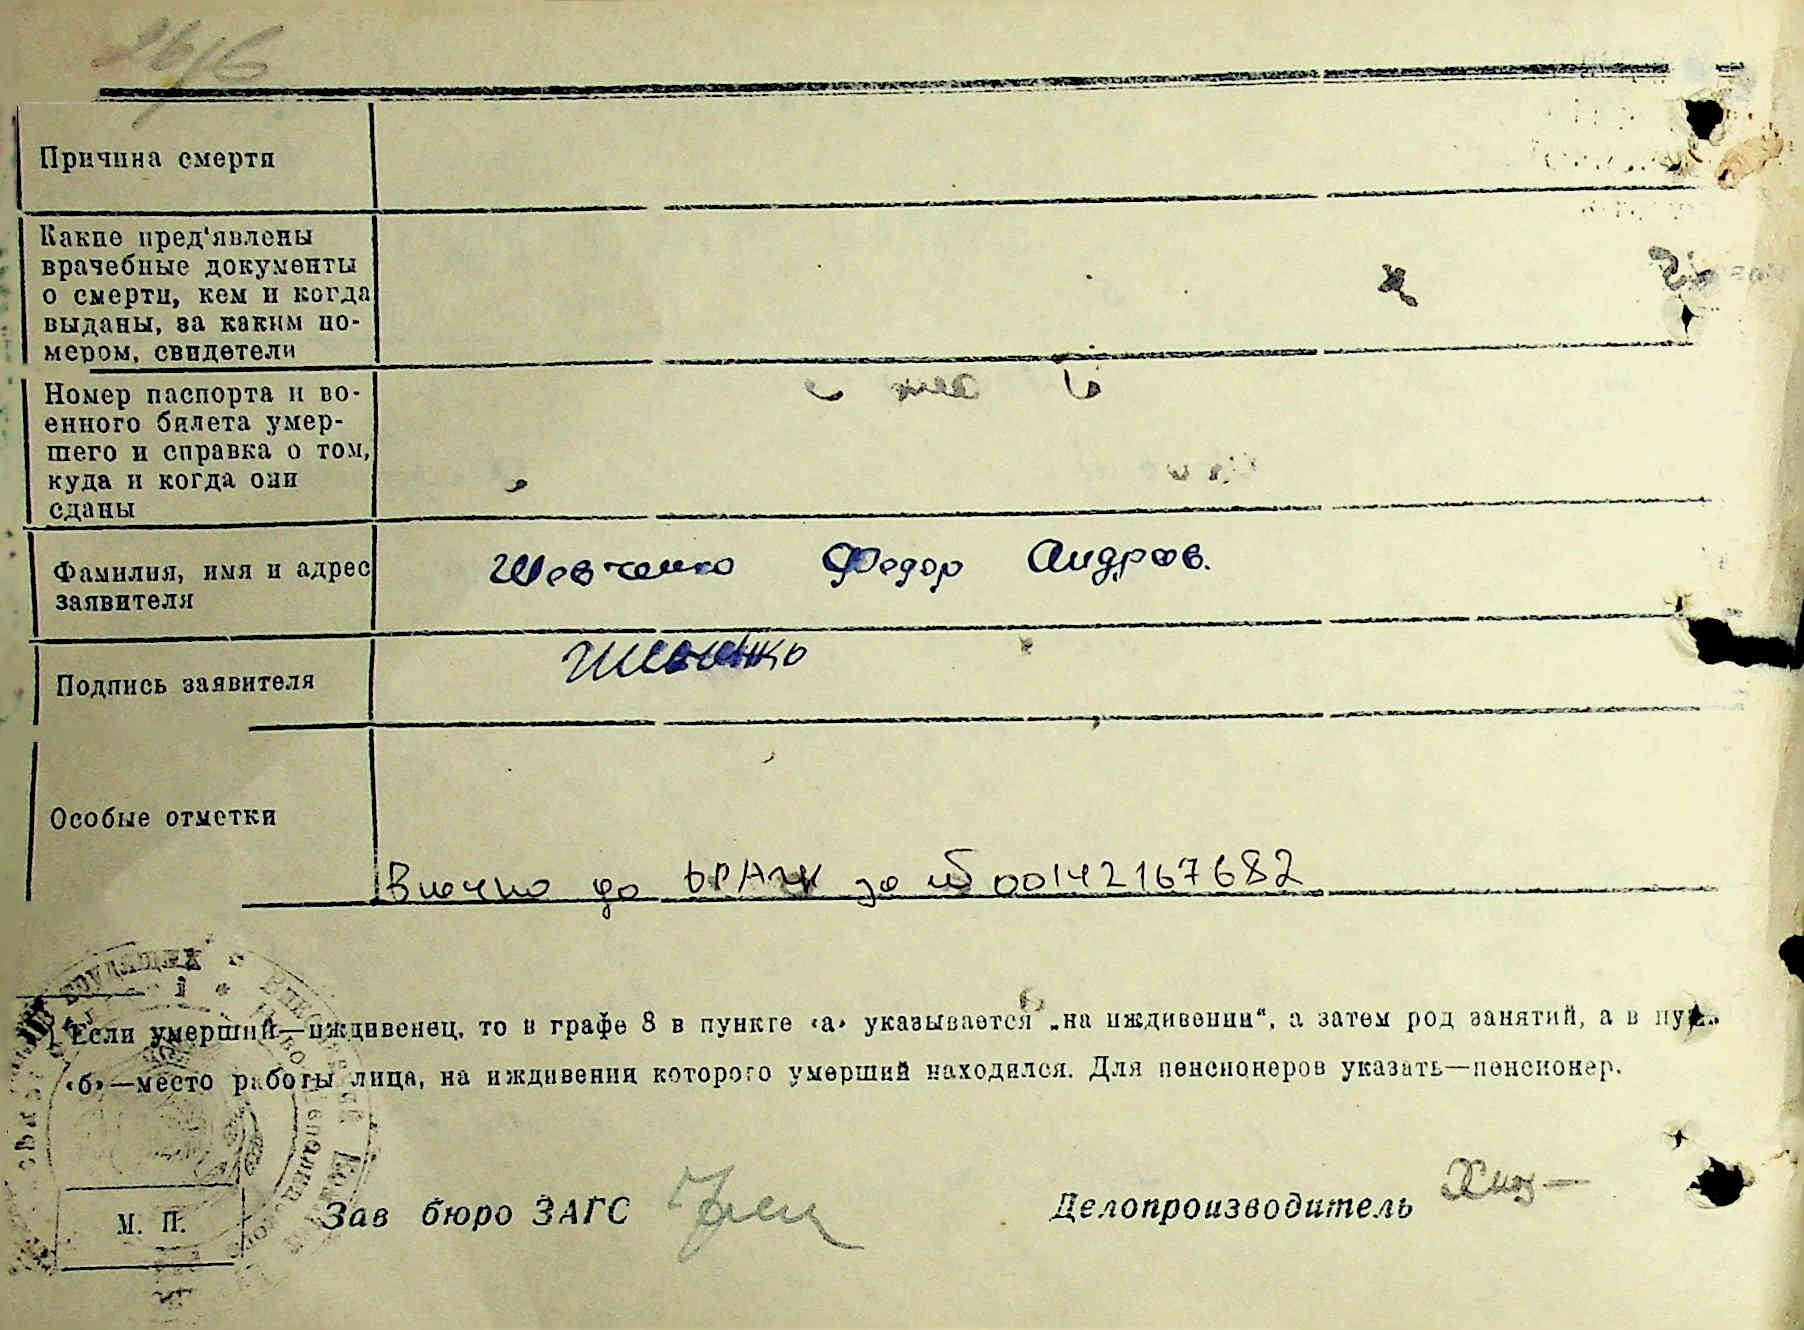 26/6
Причина смерти
Какие пред'явлены
врачебные документы
о смерти, кем и когда
выданы, за каким но-
мером, свидетели
Номер паспорта и во-
енного билета умер-
шего и справка о том,
куда и когда они
сданы
Фамилия, имя и адрес
заявителя
Шевченко Федор Андреев.
Подпись заявителя
Особые отметки
Внесено до ДРАЦС за № 00142167682
Если умерший—иждивенец, то в графе 8 в пункте «а» указывается „на иждивении“, а затем род занятий, а в
«б»—место работы лица, на иждивении которого умерший находился. Для пенсионеров указать—пенсионер.
М. П.
Зав бюро ЗАГС
Делопроизводитель